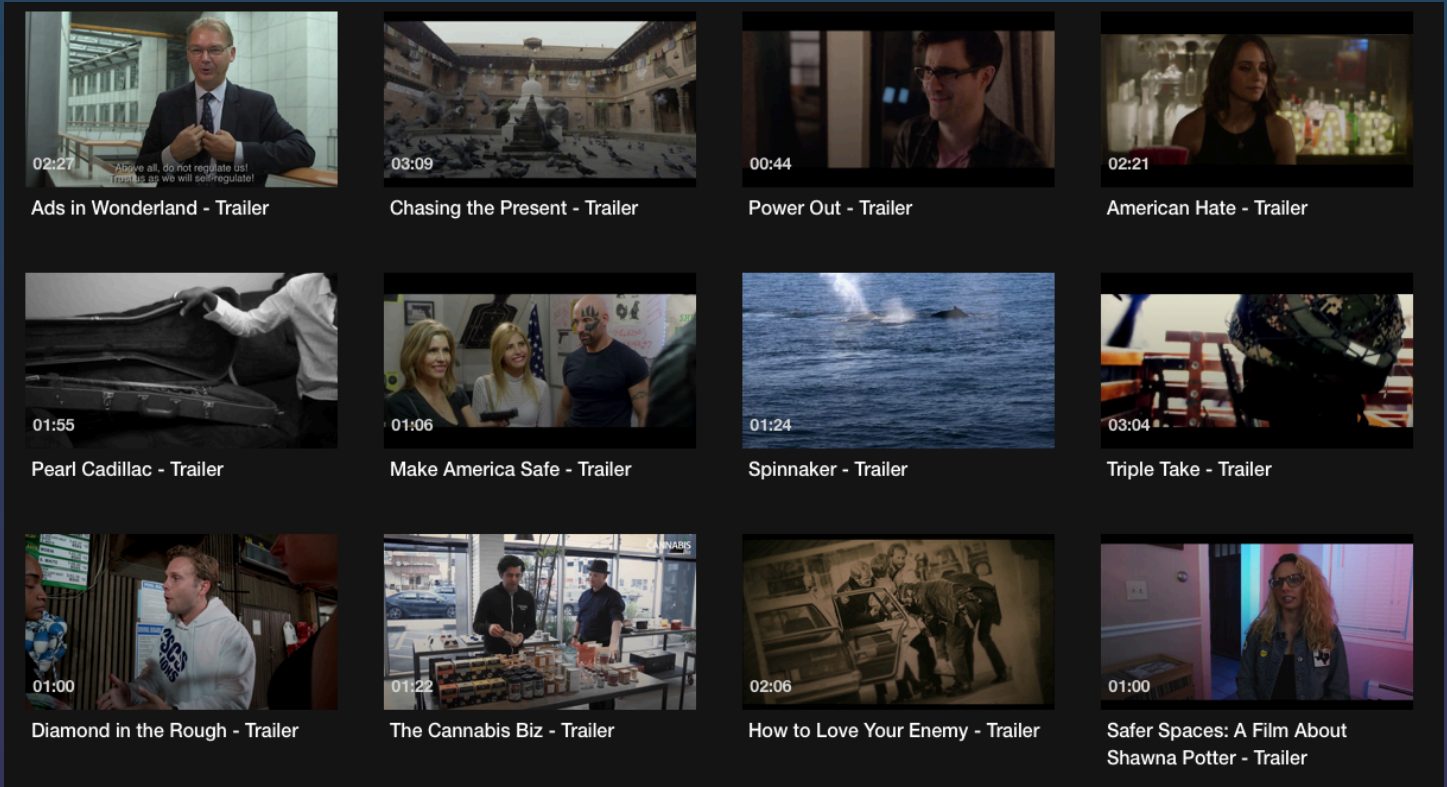 02:27
Above all, do not regulate us!
Trust us as we will self-regulate!
Ads in Wonderland - Trailer
03:09
Chasing the Present - Trailer
00:44
Power Out - Trailer
02:21
American Hate - Trailer
01:55
Pearl Cadillac - Trailer
01:06
Make America Safe - Trailer
01:24
Spinnaker - Trailer
03:04
Triple Take - Trailer
01:00
Diamond in the Rough - Trailer
CANNABIS
01:22
The Cannabis Biz - Trailer
02:06
How to Love Your Enemy - Trailer
01:00
Safer Spaces: A Film About
Shawna Potter - Trailer